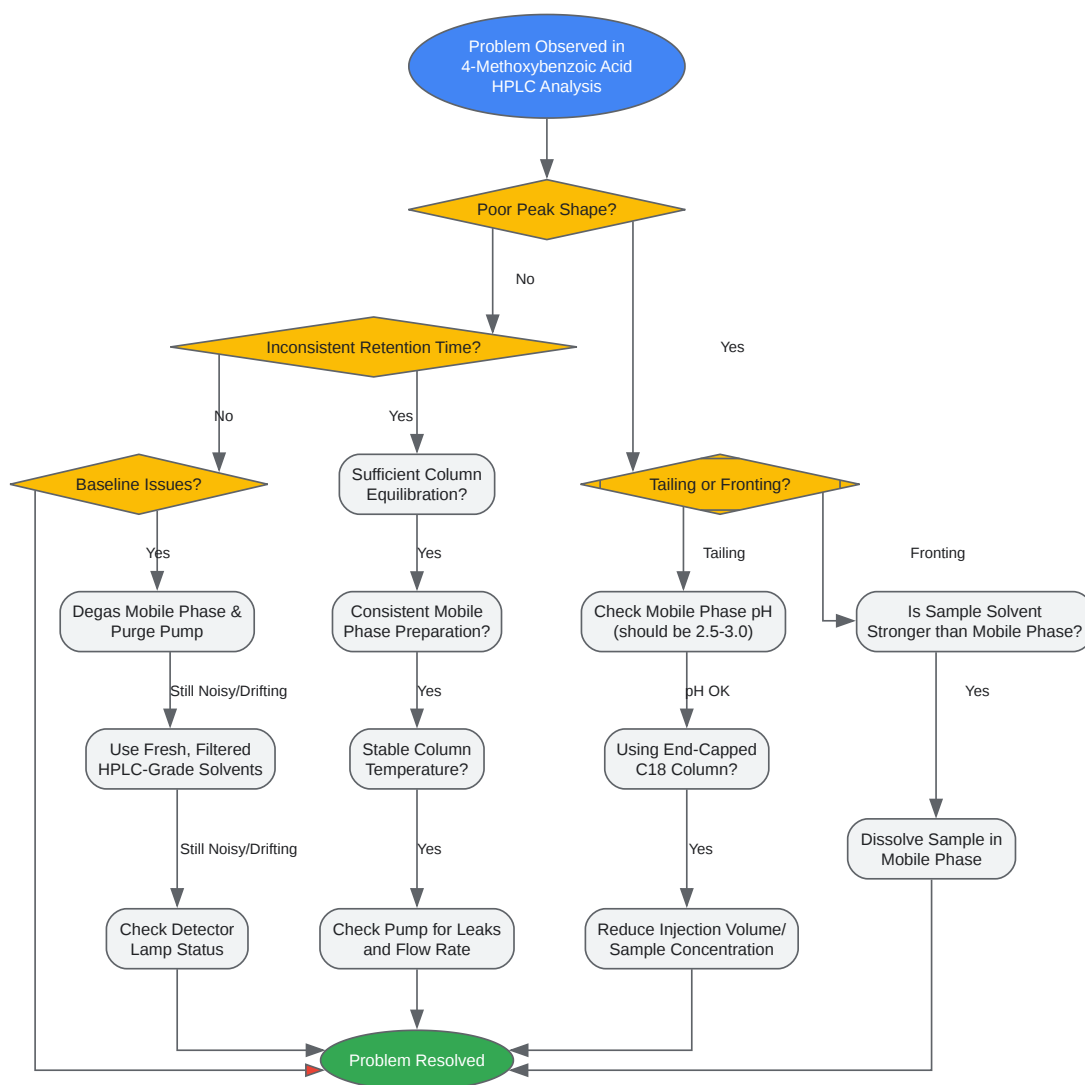 Problem Observed in
4-Methoxybenzoic Acid
HPLC Analysis
Poor Peak Shape?
No
Inconsistent Retention Time?
Yes
No
Yes
Baseline Issues?
Sufficient Column
Equilibration?
Tailing or Fronting?
Yes
Yes
Tailing
Fronting
Degas Mobile Phase &
Purge Pump
Consistent Mobile
Phase Preparation?
Check Mobile Phase pH
(should be 2.5-3.0)
Is Sample Solvent
Stronger than Mobile Phase?
Still Noisy/Drifting
Yes
pH OK
Yes
Use Fresh, Filtered
HPLC-Grade Solvents
Stable Column
Temperature?
Using End-Capped
C18 Column?
Still Noisy/Drifting
Yes
Yes
Dissolve Sample in
Mobile Phase
Check Detector
Lamp Status
Check Pump for Leaks
and Flow Rate
Reduce Injection Volume/
Sample Concentration
Problem Resolved